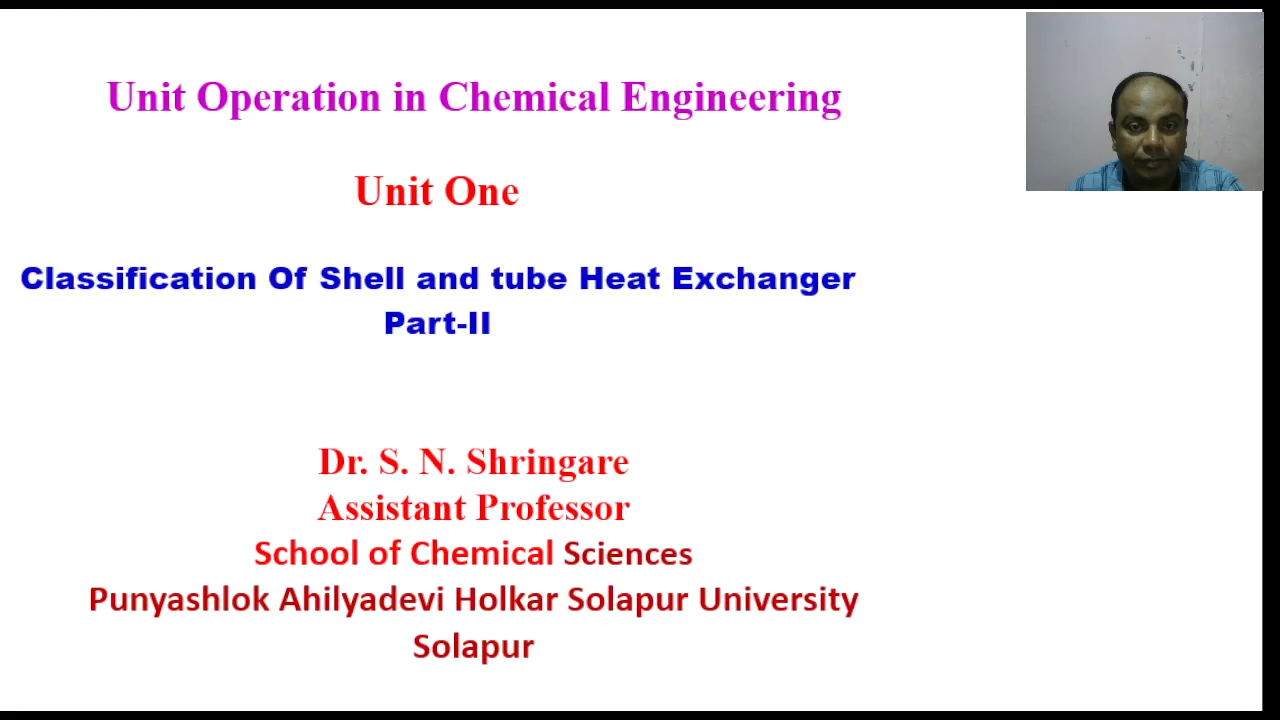 Unit Operation in Chemical Engineering
Unit One
Classification Of Shell and tube Heat Exchanger
Part-II
Dr. S. N. Shringare
Assistant Professor
School of Chemical Sciences
Punyashlok Ahilyadevi Holkar Solapur University
Solapur